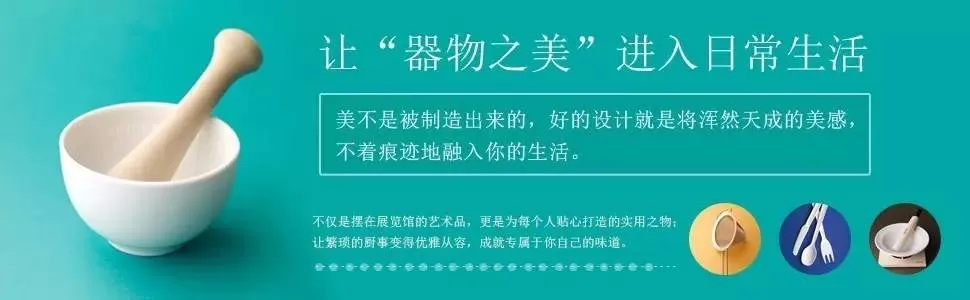 让“器物之美”进入日常生活
美不是被制造出来的，好的设计就是将浑然天成的美感，
不着痕迹地融入你的生活。
不仅是摆在展览馆的艺术品，更是为每个人贴心打造的实用之物；
让繁琐的厨事变得优雅从容，成就专属于你自己的味道。